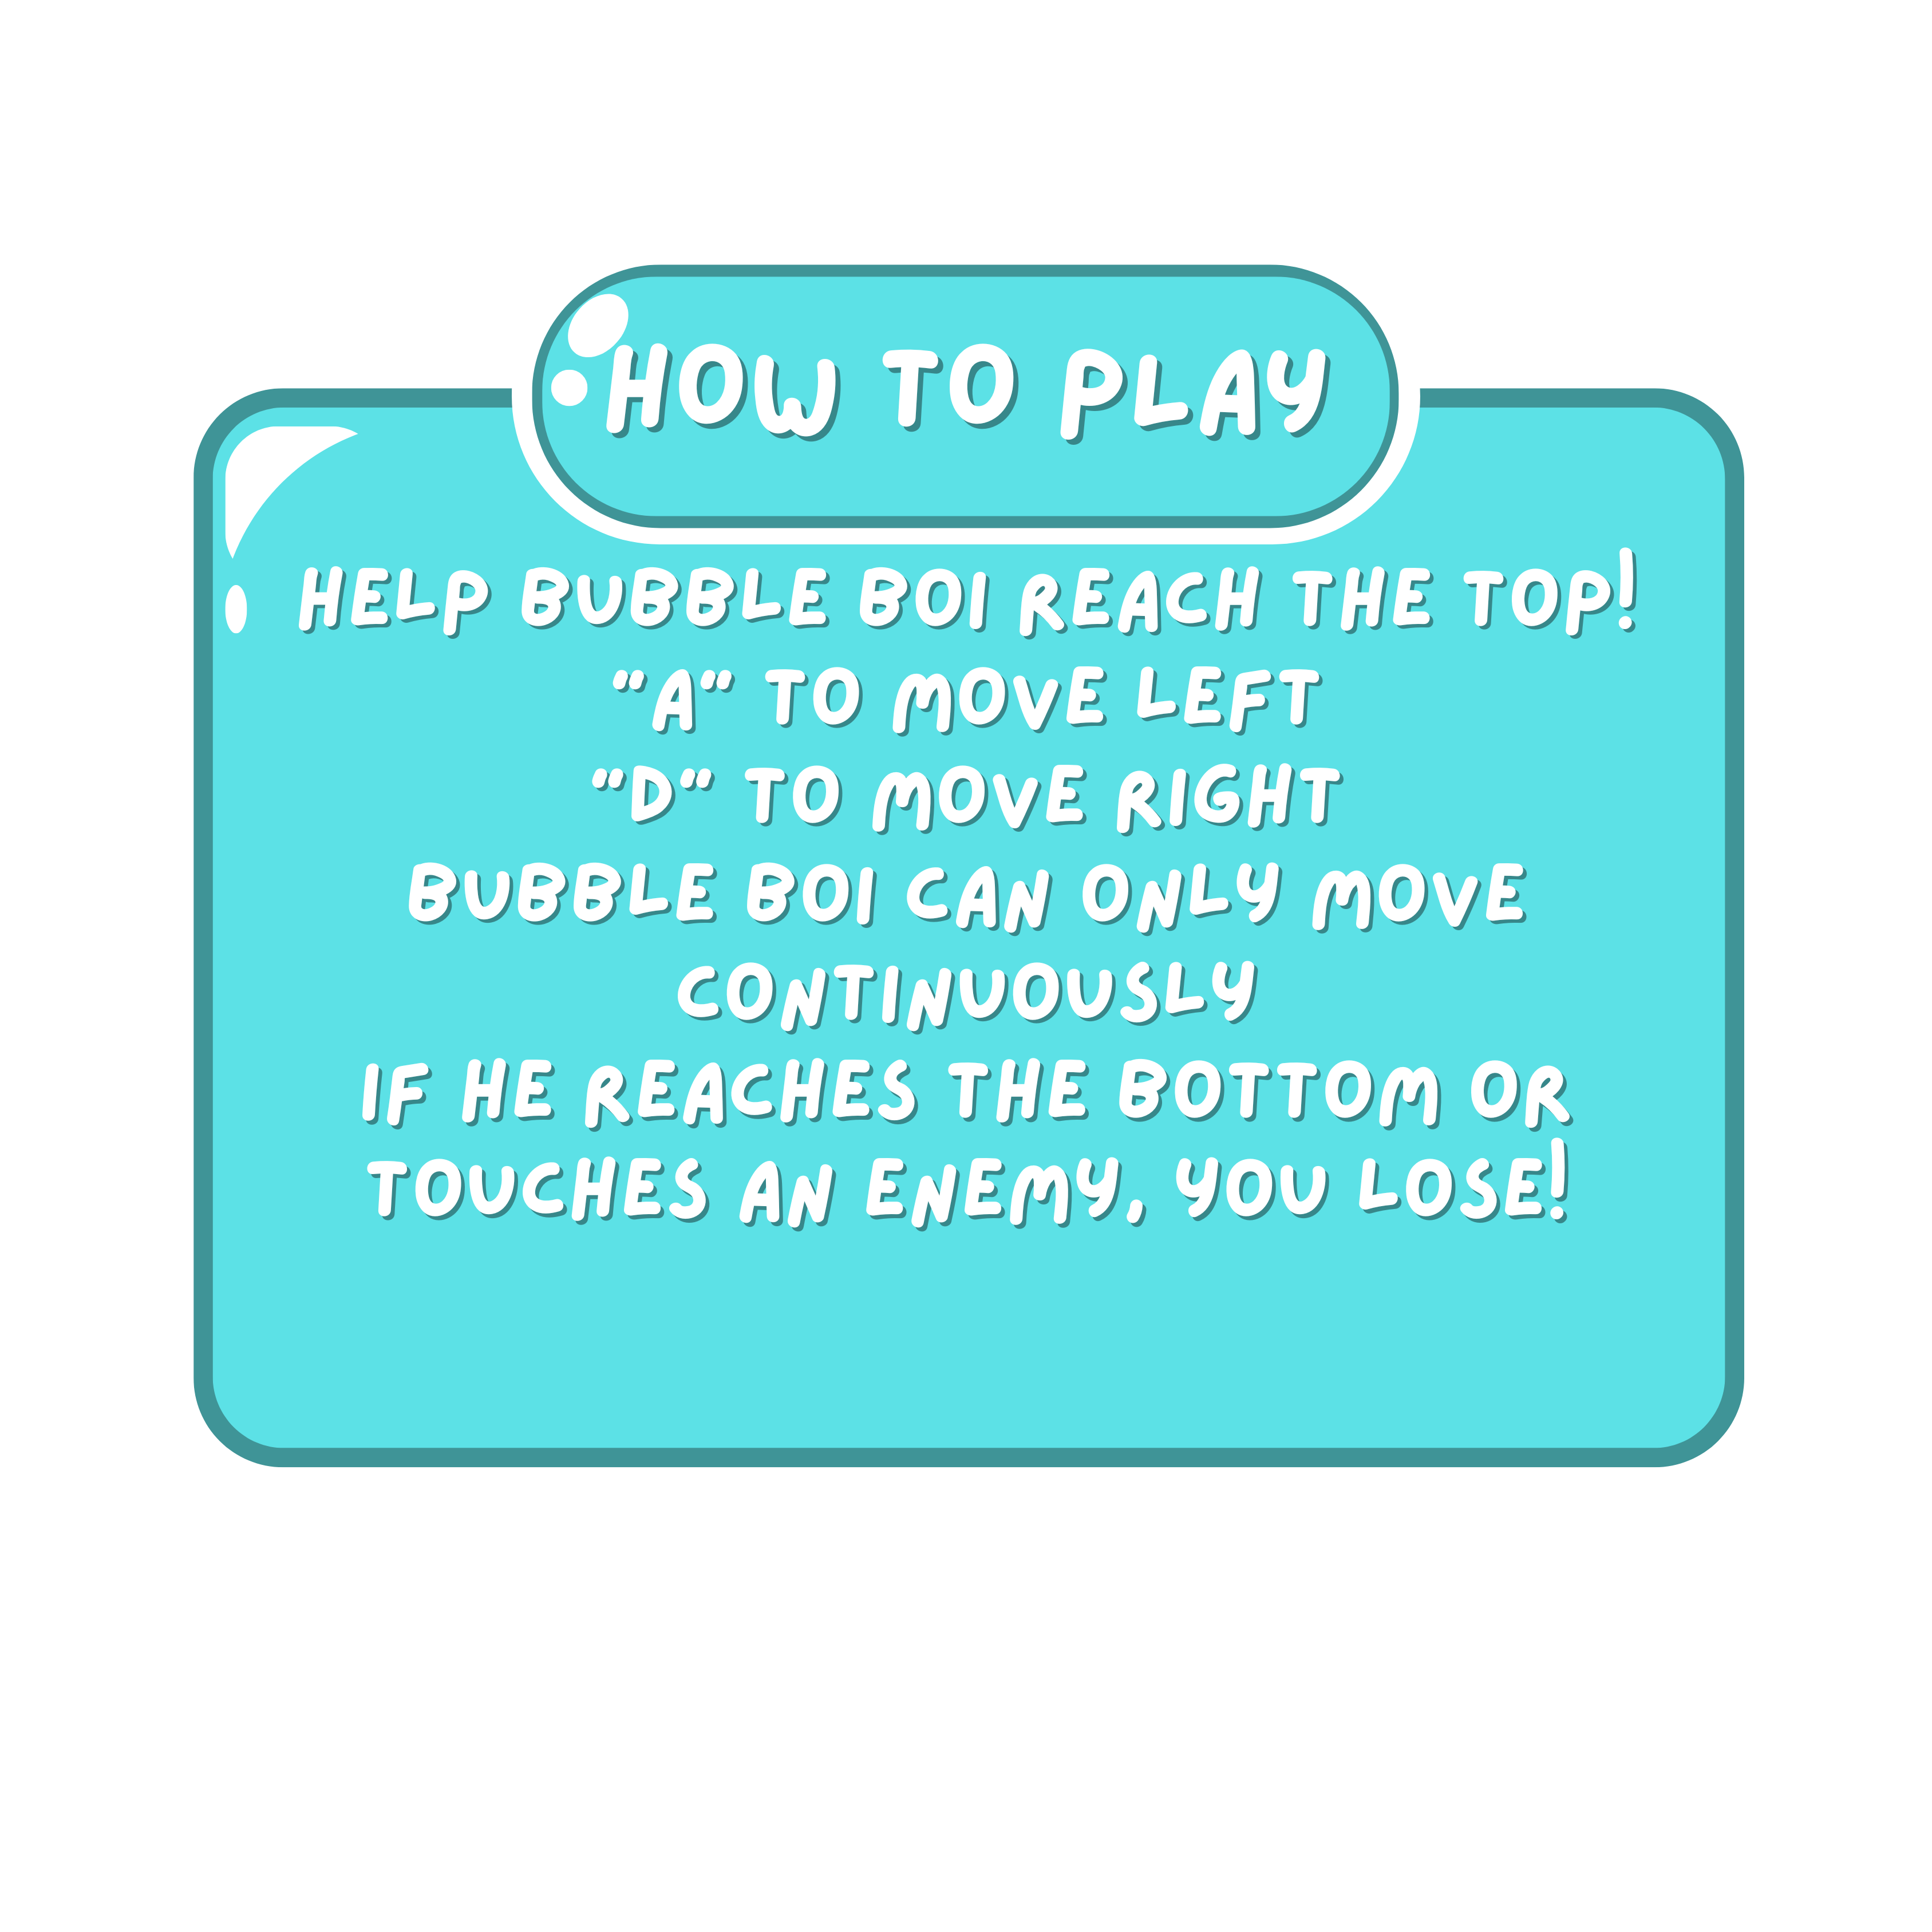 HOW TO PLAY
HELP BUBBLE BOI REACH THE TOP!
"A" TO MOVE LEFT
"D" TO MOVE RIGHT
BUBBLE BOI CAN ONLY MOVE
CONTINUOUSLY
IF HE REACHES THE BOTTOM OR
TOUCHES AN ENEMY, YOU LOSE!